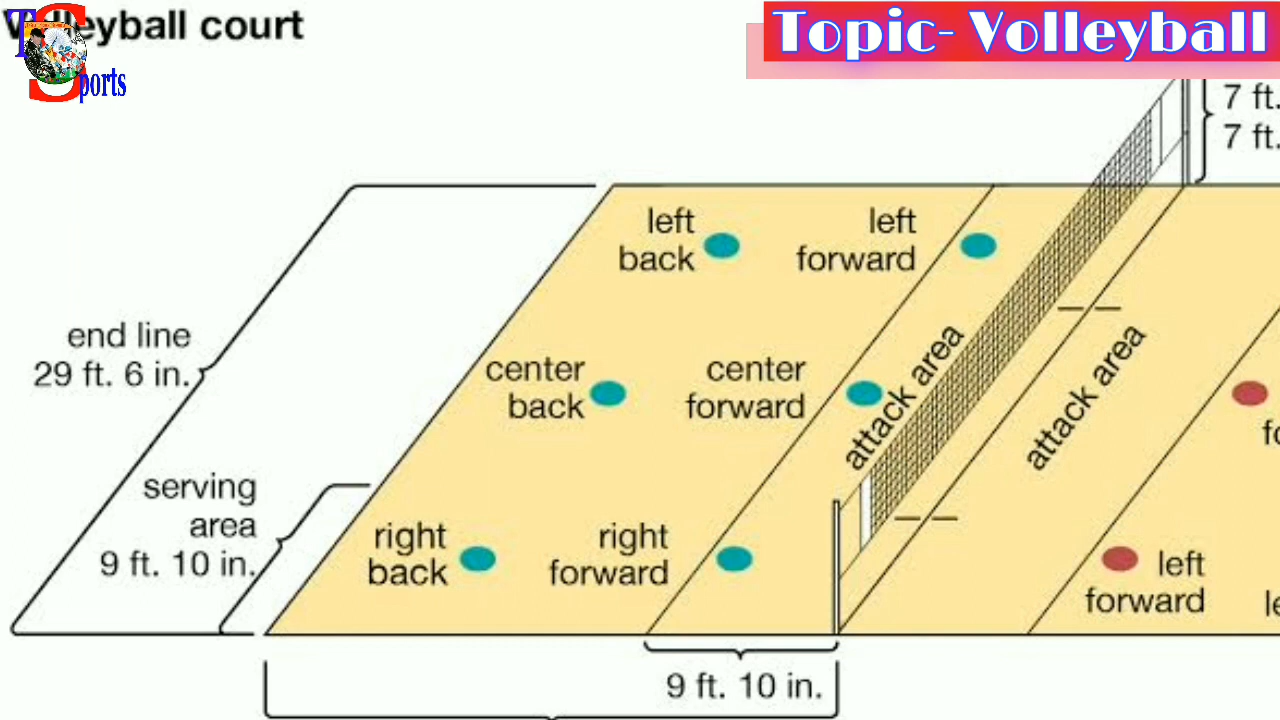 Volleyball court
T
S
ports
Topic- Volleyball
7 ft.
7 ft.
left
back
left
forward
end line
29 ft. 6 in.
center
back
center
forward
attack area
attack area
serving
area
9 ft. 10 in.
right
back
right
forward
left
forward
9 ft. 10 in.